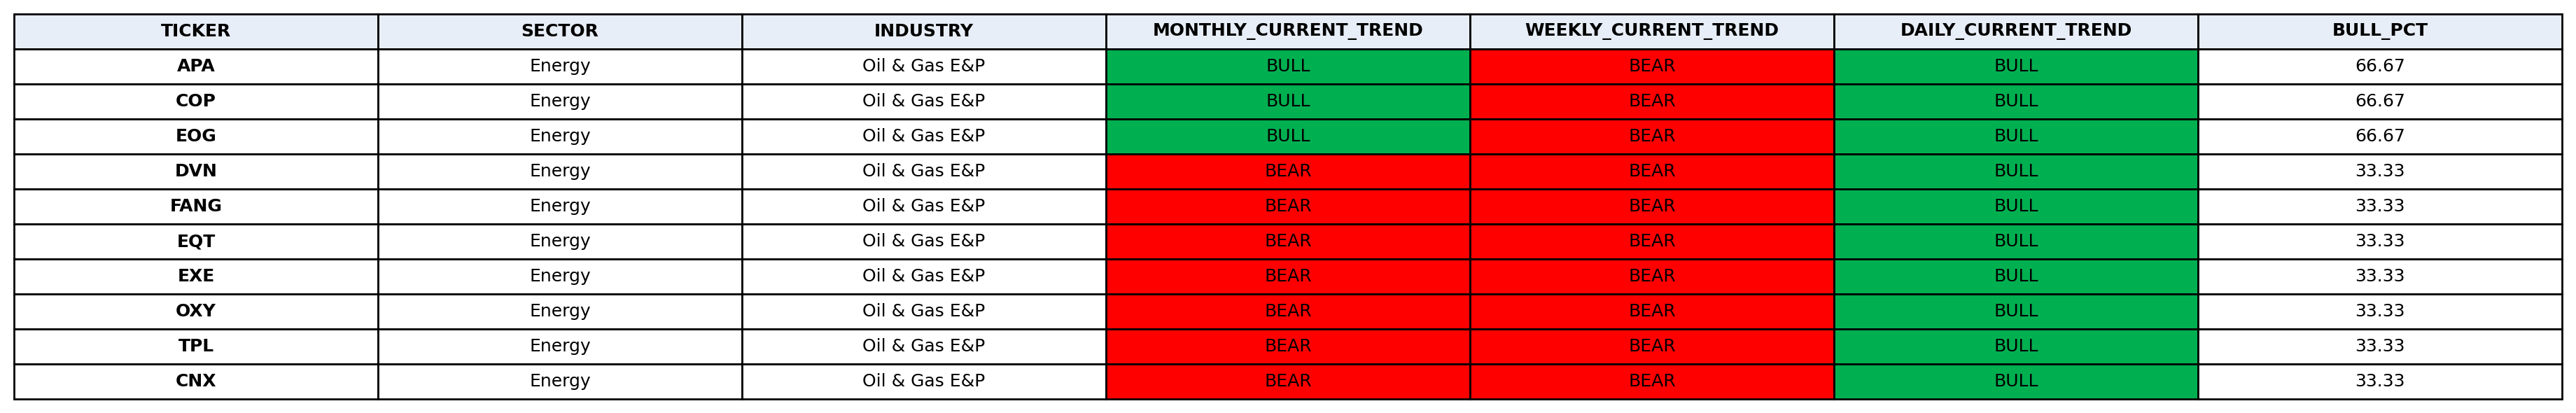 TICKER SECTOR INDUSTRY MONTHLY_CURRENT_TREND WEEKLY_CURRENT_TREND DAILY_CURRENT_TREND BULL_PCT
APA Energy Oil & Gas E&P BULL BEAR BULL 66.67
COP Energy Oil & Gas E&P BULL BEAR BULL 66.67
EOG Energy Oil & Gas E&P BULL BEAR BULL 66.67
DVN Energy Oil & Gas E&P BEAR BEAR BULL 33.33
FANG Energy Oil & Gas E&P BEAR BEAR BULL 33.33
EQT Energy Oil & Gas E&P BEAR BEAR BULL 33.33
EXE Energy Oil & Gas E&P BEAR BEAR BULL 33.33
OXY Energy Oil & Gas E&P BEAR BEAR BULL 33.33
TPL Energy Oil & Gas E&P BEAR BEAR BULL 33.33
CNX Energy Oil & Gas E&P BEAR BEAR BULL 33.33